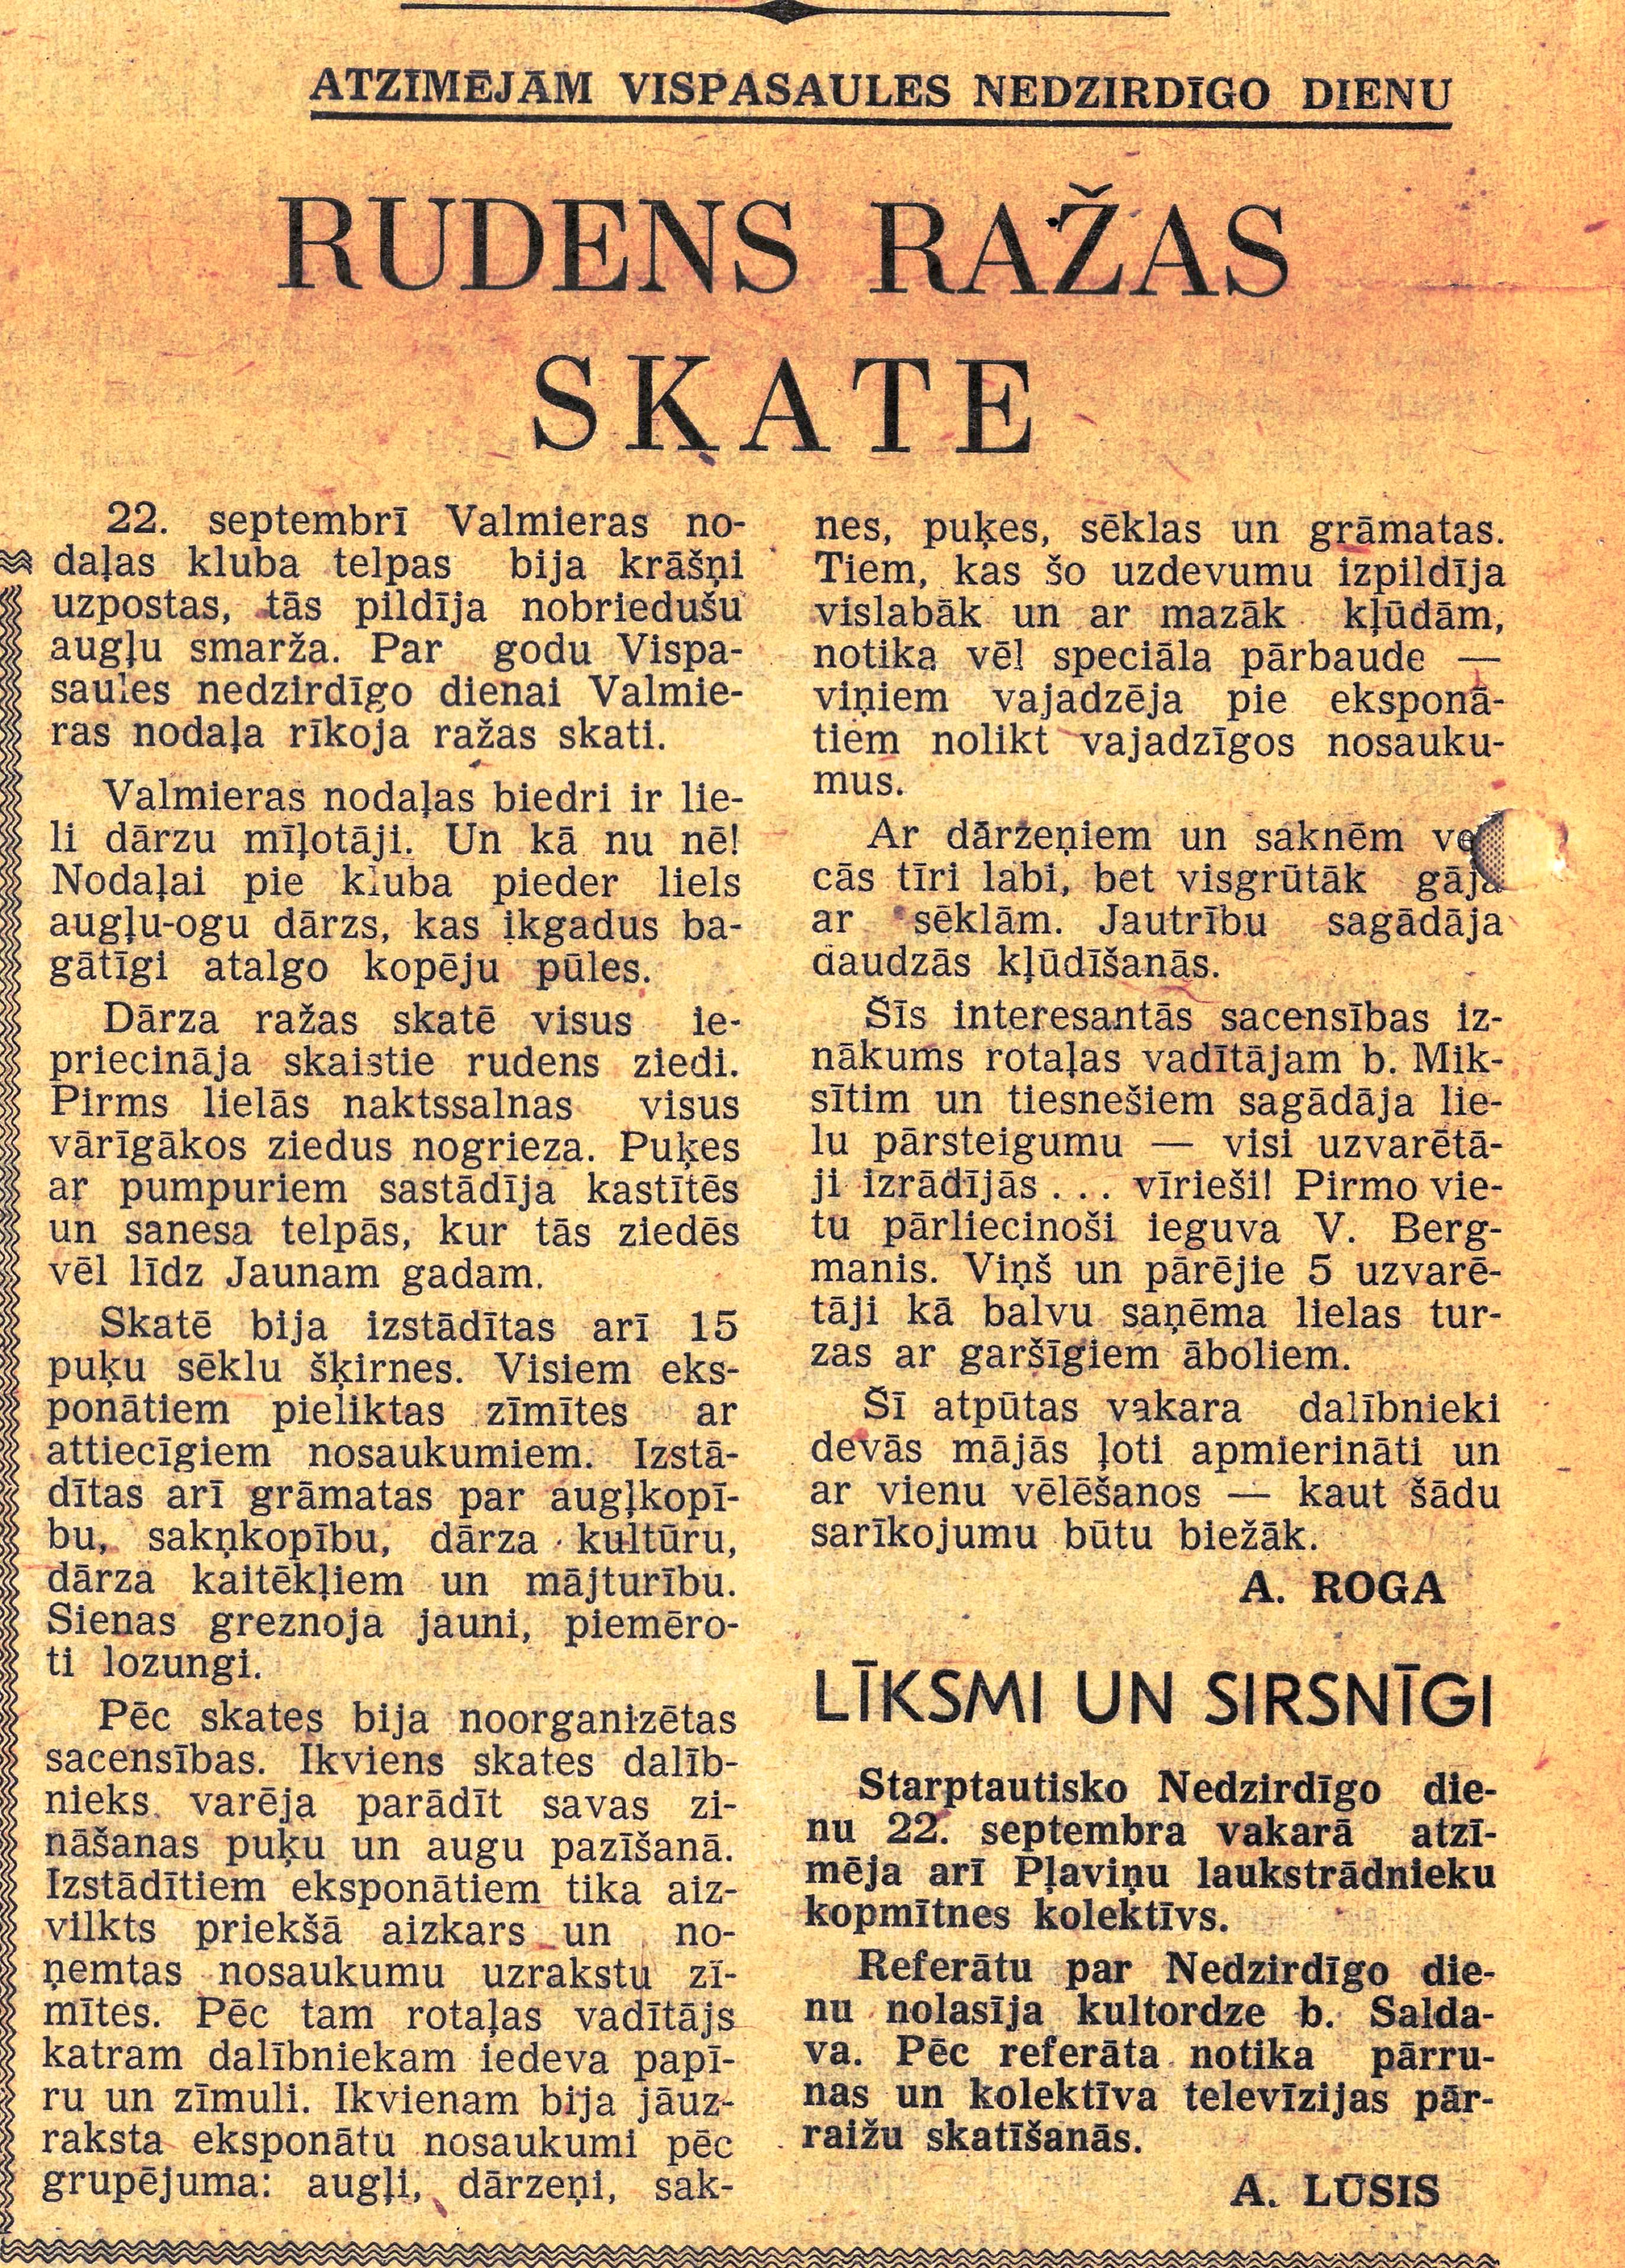 ATZĪMĒJAM VISPASAULES NEDZIRDĪGO DIENU
RUDENS RAŽAS
SKATE
22. septembrī Valmieras no-
daļas kluba telpas bija krāšņi
uzpostas, tās pildīja nobriedušu
augļu smarža. Par godu Vispa-
saules nedzirdīgo dienai Valmie-
ras nodaļa rīkoja ražas skati.
Valmieras nodaļas biedri ir lie-
li dārzu mīļotāji. Un kā nu nē!
Nodaļai pie kluba pieder liels
augļu-ogu dārzs, kas ikgadus ba-
gātīgi atalgo kopēju pūles.
Dārza ražas skatē visus ie-
priecināja skaistie rudens ziedi.
Pirms lielās naktssalnas visus
vārīgākos ziedus nogrieza. Puķes
ar pumpuriem sastādīja kastītēs
un sanesa telpās, kur tās ziedēs
vēl līdz Jaunam gadam.
Skatē bija izstādītas arī 15
puķu sēklu šķirnes. Visiem eks-
ponātiem pieliktas zīmītes ar
attiecīgiem nosaukumiem. Izstā-
dītas arī grāmatas par augļkopī-
bu, sakņkopību, dārza kultūru,
dārza kaitēkļiem un mājturību.
Sienas greznoja jauni, piemēro-
ti lozungi.
Pēc skates bija noorganizētas
sacensības. Ikviens skates dalīb-
nieks varēja parādīt savas zi-
nāšanas puķu un augu pazīšanā.
Izstādītiem eksponātiem tika aiz-
vilkts priekšā aizkars un no-
ņemtas nosaukumu uzrakstu zī-
mītes. Pēc tam rotaļas vadītājs
katram dalībniekam iedeva papī-
ru un zīmuli. Ikvienam bija jāuz-
raksta eksponātu nosaukumi pēc
grupējuma: augļi, dārzeņi, sak-
nes, puķes, sēklas un grāmatas.
Tiem, kas šo uzdevumu izpildīja
vislabāk un ar mazāk kļūdām,
notika vēl speciāla pārbaude —
viņiem vajadzēja pie eksponā-
tiem nolikt vajadzīgos nosauku-
mus.
Ar dārzeņiem un saknēm ve
cās tīri labi, bet visgrūtāk gāja
ar sēklām. Jautrību sagādāja
daudzās kļūdīšanās.
Šīs interesantās sacensības iz-
nākums rotaļas vadītājam b. Mik-
sītim un tiesnešiem sagādāja lie-
lu pārsteigumu — visi uzvarētā-
ji izrādījās . . . vīrieši! Pirmo vie-
tu pārliecinoši ieguva V. Berg-
manis. Viņš un pārējie 5 uzvarē-
tāji kā balvu saņēma lielas tur-
zas ar garšīgiem āboliem.
Šī atpūtas vakara dalībnieki
devās mājās ļoti apmierināti un
ar vienu vēlēšanos — kaut šādu
sarīkojumu būtu biežāk.
A. ROGA
LĪKSMI UN SIRSNĪGI
Starptautisko Nedzirdīgo die-
nu 22. septembra vakarā atzī-
mēja arī Pļaviņu laukstrādnieku
kopmītnes kolektīvs.
Referātu par Nedzirdīgo die-
nu nolasīja kultordze b. Salda-
va. Pēc referāta notika pārru-
nas un kolektīva televīzijas pār-
raižu skatīšanās.
A. LŪSIS